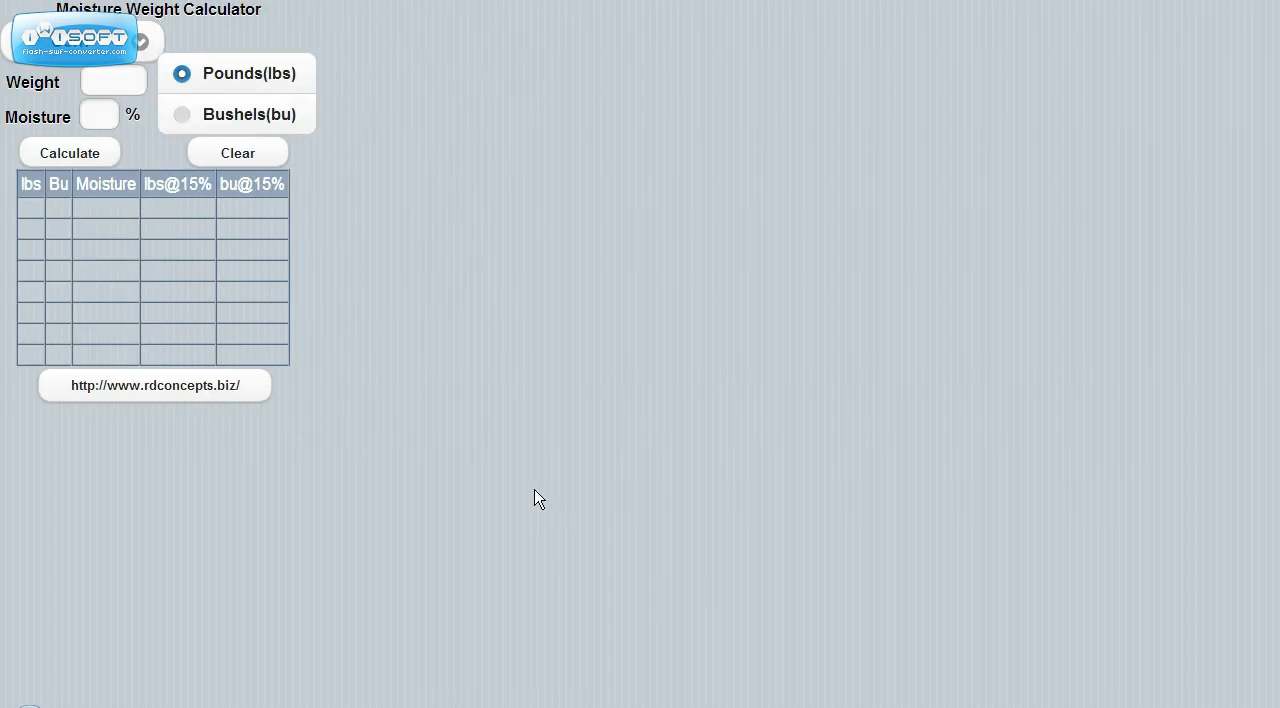 Moisture Weight Calculator
iWiSOFT
flash-swf-converter.com
Weight
Pounds(lbs)
Moisture
%
Bushels(bu)
Calculate
Clear
lbs Bu Moisture lbs@15% bu@15%
http://www.rdconcepts.biz/